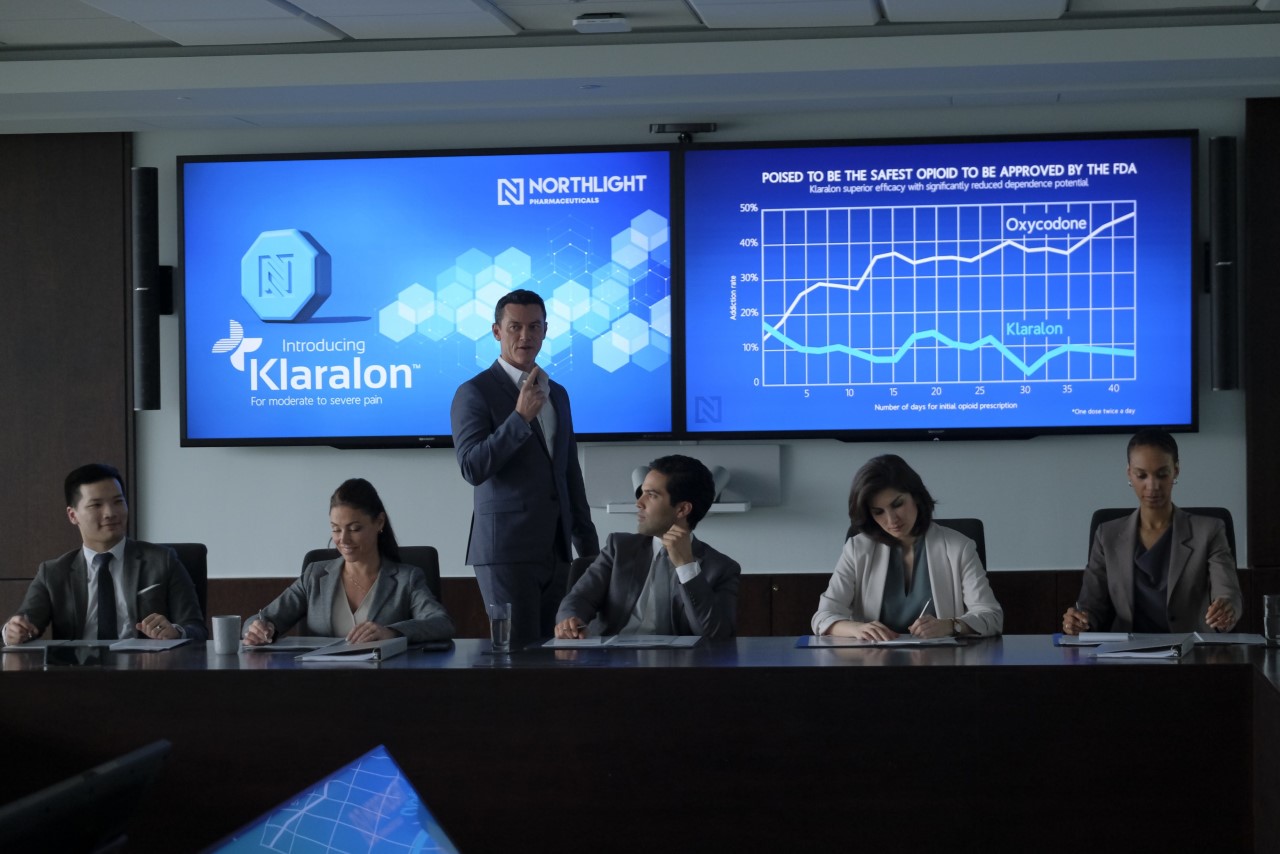 NORTHLIGHT
PHARMACEUTICALS
Introducing
Klaralon™
For moderate to severe pain
POISED TO BE THE SAFEST OPIOID TO BE APPROVED BY THE FDA
Klaralon superior efficacy with significantly reduced dependence potential
50%
40%
30%
20%
10%
0
Addiction rate
Oxycodone
Klaralon
5 10 15 20 25 30 35 40
Number of days for initial opioid prescription
*One dose twice a day